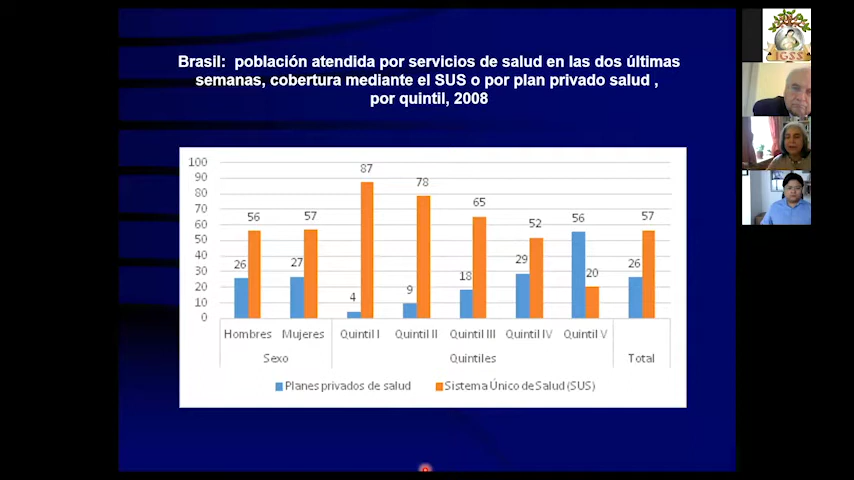 Brasil: población atendida por servicios de salud en las dos últimas
semanas, cobertura mediante el SUS o por plan privado salud ,
por quintil, 2008
100
90
80
70
60
50
40
30
20
10
0
26
56
27
57
4
87
9
78
18
65
29
52
56
20
26
57
Hombres
Mujeres
Quintil I
Quintil II
Quintil III
Quintil IV
Quintil V
Sexo
Quintiles
Total
Planes privados de salud
Sistema Único de Salud (SUS)
IGSS